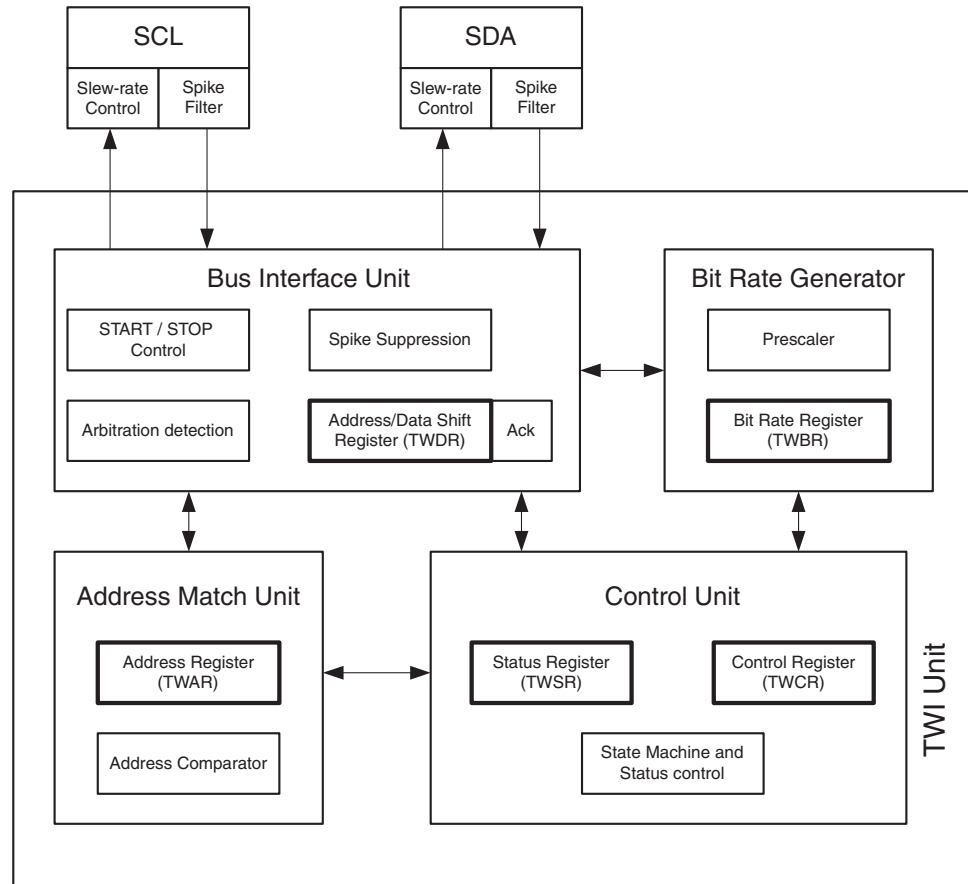 SCL
SDA
Slew-rate
Control
Spike
Filter
Slew-rate
Control
Spike
Filter
Bus Interface Unit
Bit Rate Generator
START / STOP
Control
Spike Suppression
Prescaler
Arbitration detection
Address/Data Shift
Register (TWDR)
Ack
Bit Rate Register
(TWBR)
Address Match Unit
Control Unit
Address Register
(TWAR)
Status Register
(TWSR)
Control Register
(TWCR)
Address Comparator
State Machine and
Status control
TWI Unit